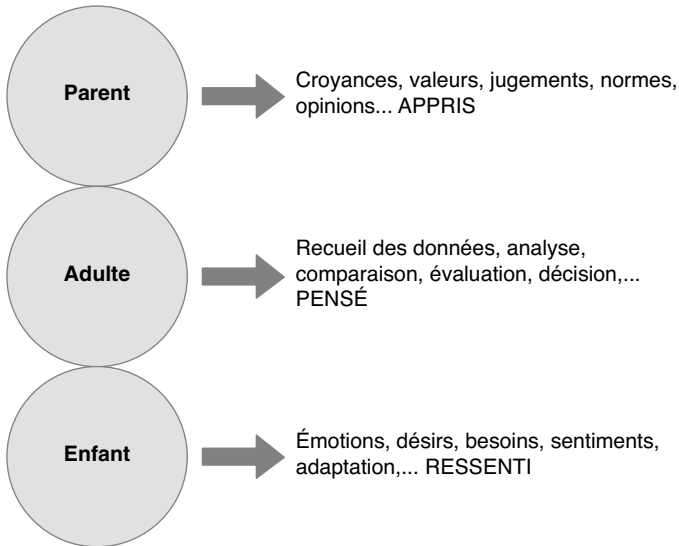 Parent
Croyances, valeurs, jugements, normes,
opinions... APPRIS
Adulte
Recueil des données, analyse,
comparaison, évaluation, décision,...
PENSÉ
Enfant
Émotions, désirs, besoins, sentiments,
adaptation,... RESSENTI